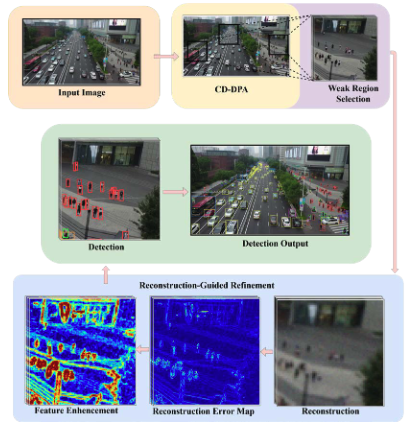 Input Image
CD-DPA
Weak Region
Selection
Detection
Detection Output
Reconstruction-Guided Refinement
Feature Enhencement
Reconstruction Error Map
Reconstruction